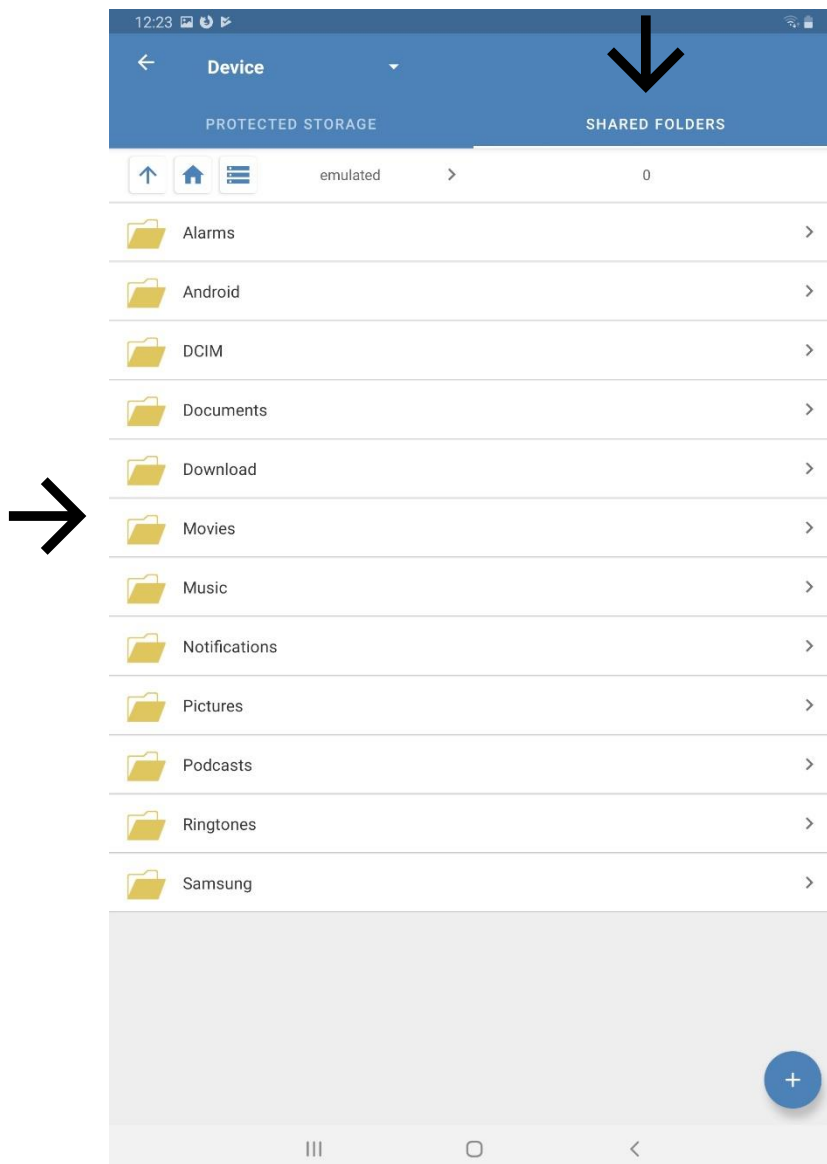 12:23
Device
PROTECTED STORAGE SHARED FOLDERS
emulated > 0
Alarms
Android
DCIM
Documents
Download
Movies
Music
Notifications
Pictures
Podcasts
Ringtones
Samsung